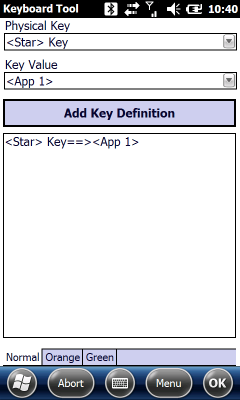 Keyboard Tool 10:40
Physical Key
<Star> Key
Key Value
<App 1>
Add Key Definition
<Star> Key==><App 1>
Normal Orange Green
Abort Menu OK